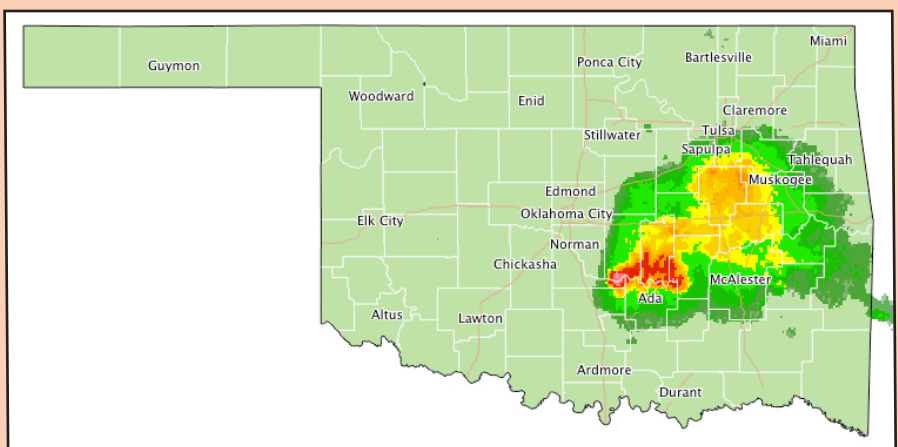 Miami
Bartlesville
Ponca City
Guymon
Woodward
Enid
Claremore
Tulsa
Stillwater
Sapulpa
Tahlequah
Muskogee
Edmond
Oklahoma City
Elk City
Norman
Chickasha
McAlester
Ada
Altus
Lawton
Ardmore
Durant